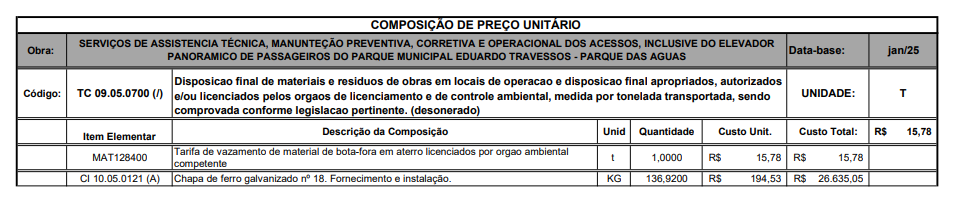 COMPOSIÇÃO DE PREÇO UNITÁRIO
Obra: SERVIÇOS DE ASSISTENCIA TÉCNICA, MANUNTEÇÃO PREVENTIVA, CORRETIVA E OPERACIONAL DOS ACESSOS, INCLUSIVE DO ELEVADOR PANORAMICO DE PASSAGEIROS DO PARQUE MUNICIPAL EDUARDO TRAVESSOS - PARQUE DAS AGUAS Data-base: jan/25
Código: TC 09.05.0700 (/) Disposicao final de materiais e residuos de obras em locais de operacao e disposicao final apropriados, autorizados
e/ou licenciados pelos orgaos de licenciamento e de controle ambiental, medida por tonelada transportada, sendo
comprovada conforme legislacao pertinente. (desonerado) UNIDADE: T
Item Elementar Descrição da Composição Unid Quantidade Custo Unit. Custo Total: R$ 15,78
MAT128400 Tarifa de vazamento de material de bota-fora em aterro licenciados por orgao ambiental
competente t 1,0000 R$ 15,78 R$ 15,78
CI 10.05.0121 (A) Chapa de ferro galvanizado nº 18. Fornecimento e instalação. KG 136,9200 R$ 194,53 R$ 26.635,05